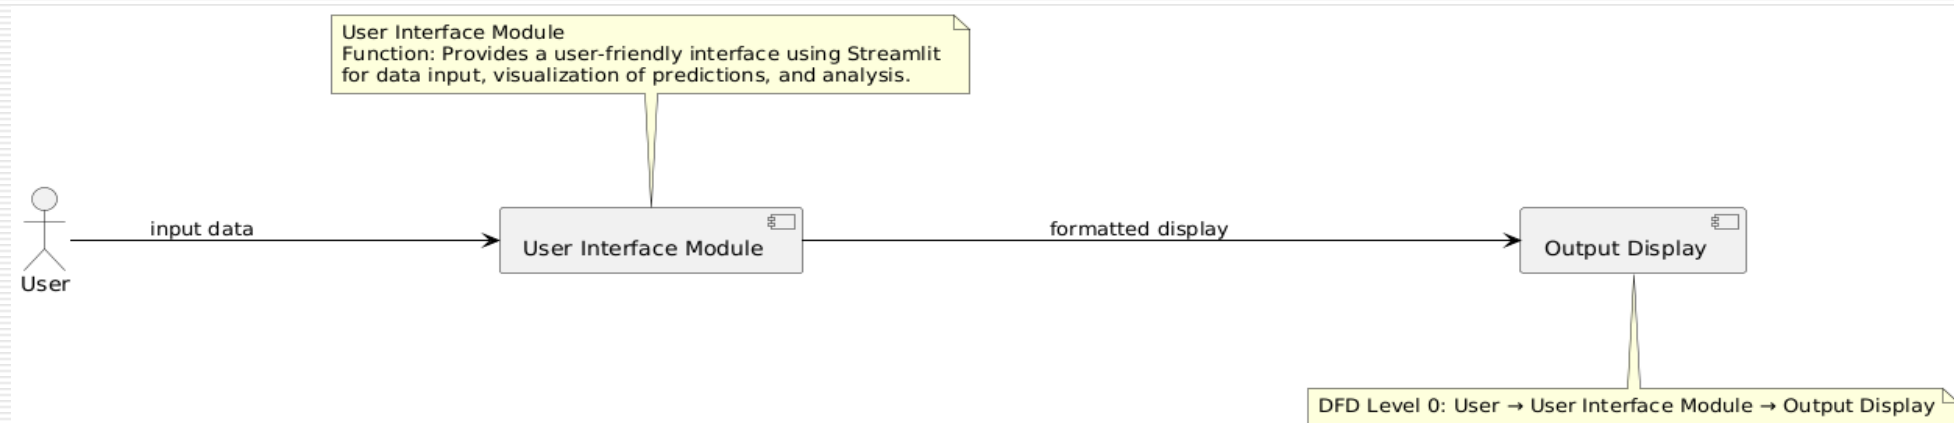 User Interface Module
Function: Provides a user-friendly interface using Streamlit
for data input, visualization of predictions, and analysis.
input data
formatted display
User Interface Module
Output Display
User
DFD Level 0: User → User Interface Module → Output Display